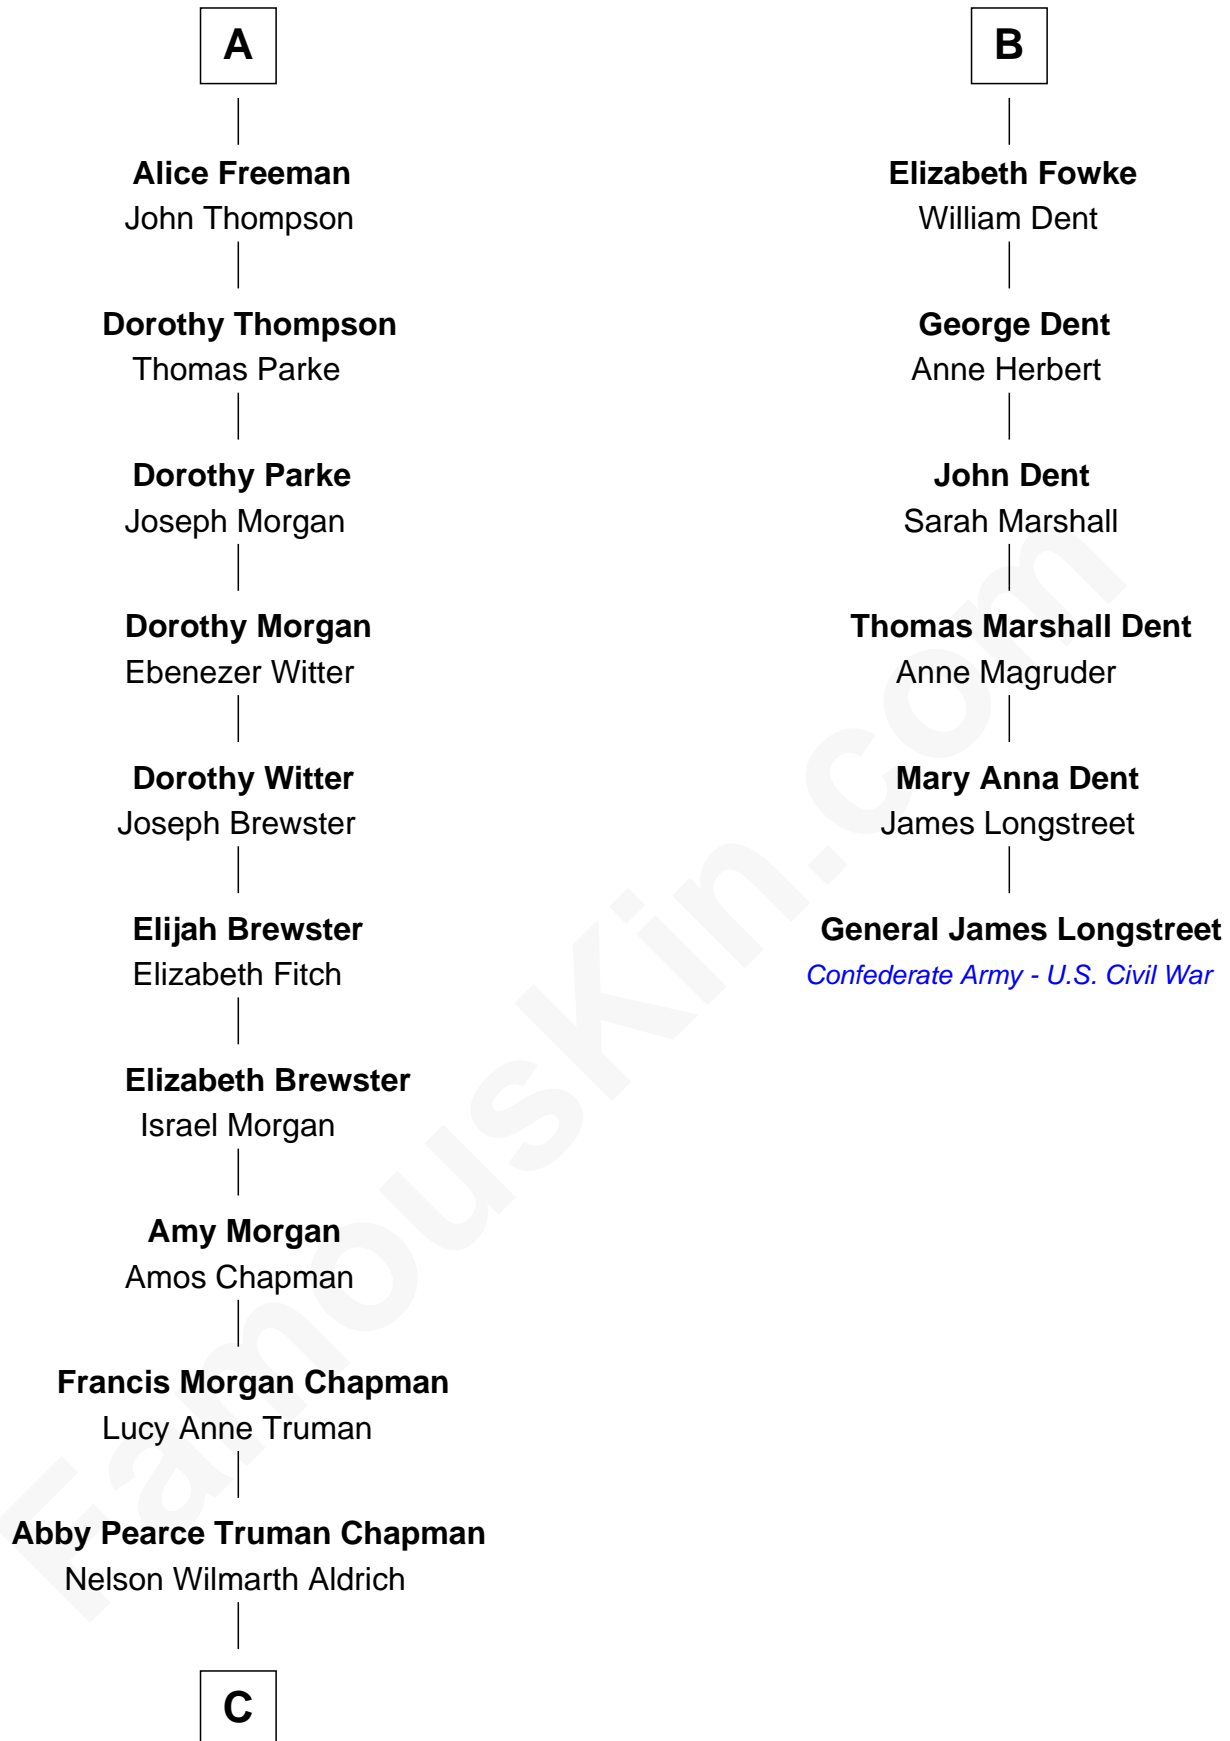 A
Alice Freeman
John Thompson
Dorothy Thompson
Thomas Parke
Dorothy Parke
Joseph Morgan
Dorothy Morgan
Ebenezer Witter
Dorothy Witter
Joseph Brewster
Elijah Brewster
Elizabeth Fitch
Elizabeth Brewster
Israel Morgan
Amy Morgan
Amos Chapman
Francis Morgan Chapman
Lucy Anne Truman
Abby Pearce Truman Chapman
Nelson Wilmarth Aldrich
C
B
Elizabeth Fowke
William Dent
George Dent
Anne Herbert
John Dent
Sarah Marshall
Thomas Marshall Dent
Anne Magruder
Mary Anna Dent
James Longstreet
General James Longstreet
Confederate Army - U.S. Civil War
FamousKin.com